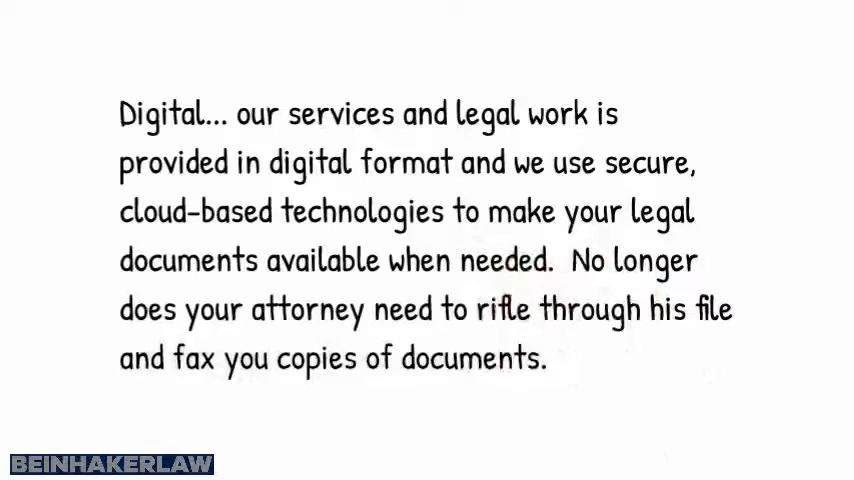 Digital... our services and legal work is
provided in digital format and we use secure,
cloud-based technologies to make your legal
documents available when needed.  No longer
does your attorney need to rifle through his file
and fax you copies of documents.
BEINHAKERLAW